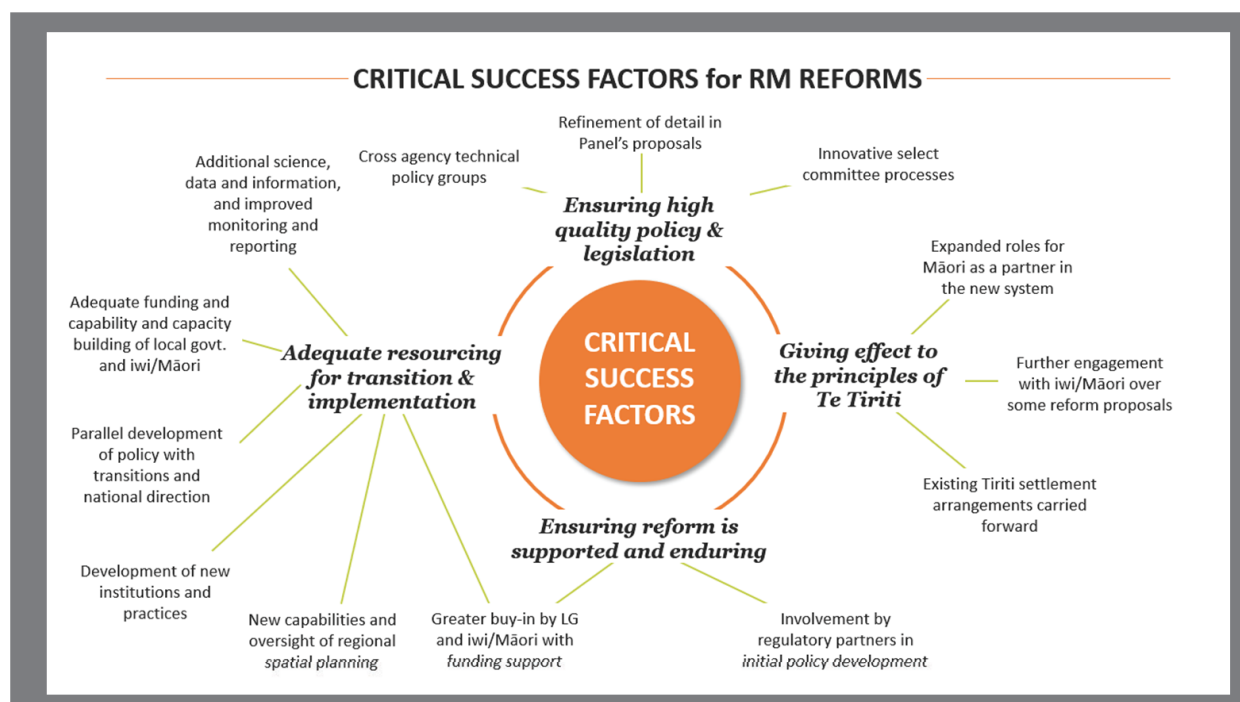 CRITICAL SUCCESS FACTORS for RM REFORMS
Refinement of detail in
Panel's proposals
Cross agency technical
policy groups
Innovative select
committee processes
Ensuring high
quality policy &
legislation
Additional science,
data and information,
and improved
monitoring and
reporting
Adequate funding and
capability and capacity
building of local govt.
and iwi/Māori
Adequate resourcing
for transition &
implementation
Parallel development
of policy with
transitions and
national direction
Development of new
institutions and
practices
New capabilities and
oversight of regional
spatial planning
CRITICAL
SUCCESS
FACTORS
Expanded roles for
Māori as a partner in
the new system
Giving effect to
the principles of
Te Tiriti
Further engagement
with iwi/Māori over
some reform proposals
Existing Tiriti settlement
arrangements carried
forward
Ensuring reform is
supported and enduring
Greater buy-in by LG
and iwi/Māori with
funding support
Involvement by
regulatory partners in
initial policy development